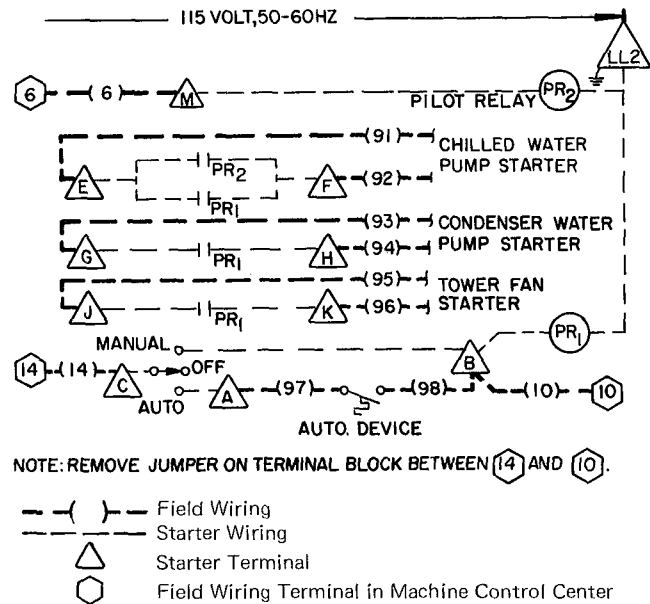 115 VOLT, 50-60HZ
LL2
6 (6) M PILOT RELAY PR2
(91) CHILLED WATER
PUMP STARTER
E PR2 F (92)
PR1
(93) CONDENSER WATER
PUMP STARTER
G PR1 H (94)
(95) TOWER FAN
STARTER
J PR1 K (96)
MANUAL B PR1
14 (14) C OFF
AUTO A (97) (98) (10) 10
AUTO. DEVICE
NOTE: REMOVE JUMPER ON TERMINAL BLOCK BETWEEN 14 AND 10.
( ) Field Wiring
Starter Wiring
Starter Terminal
Field Wiring Terminal in Machine Control Center